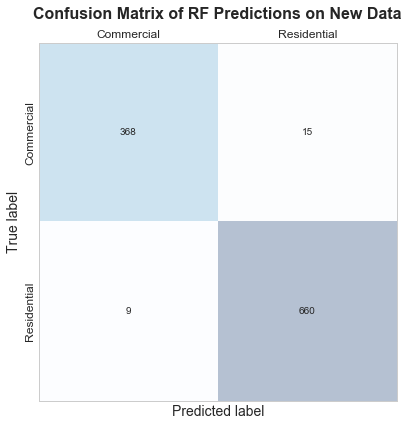 Confusion Matrix of RF Predictions on New Data
Commercial Residential
Commercial
368 15
True label
Residential
9 660
Predicted label